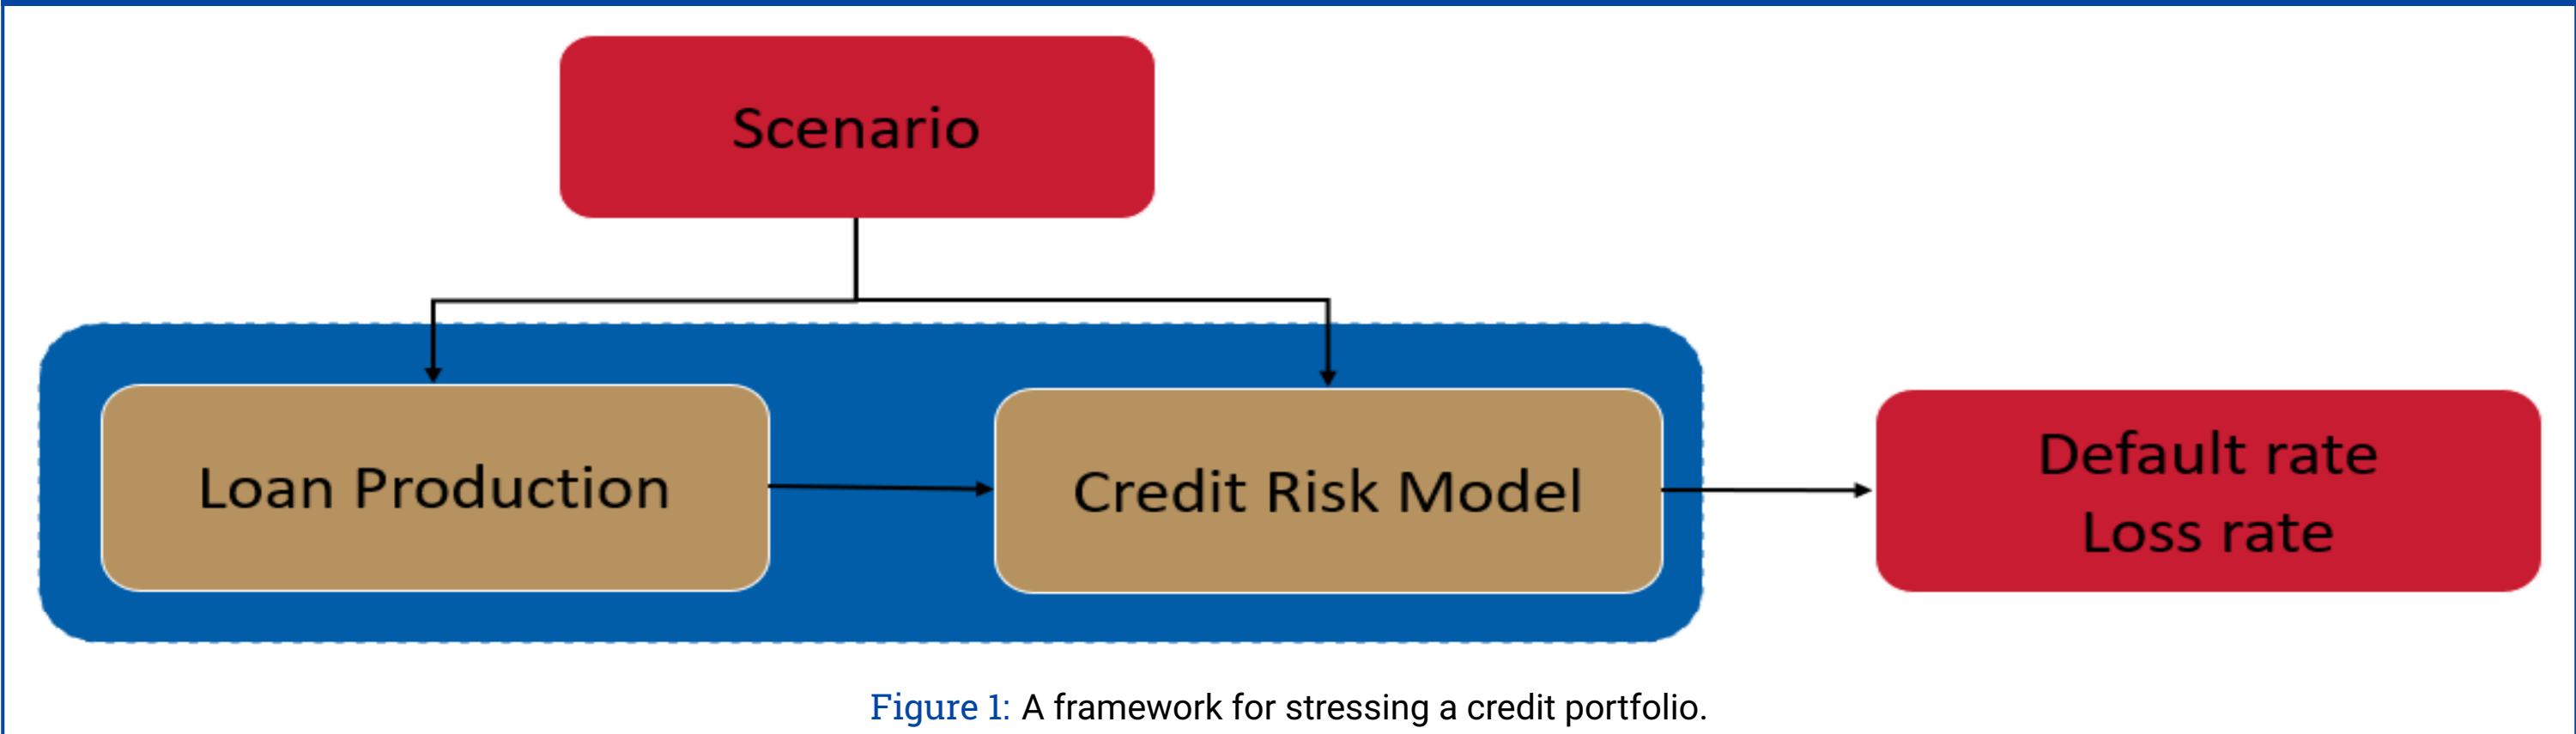 Scenario
Loan Production
Credit Risk Model
Default rate
Loss rate
Figure 1: A framework for stressing a credit portfolio.